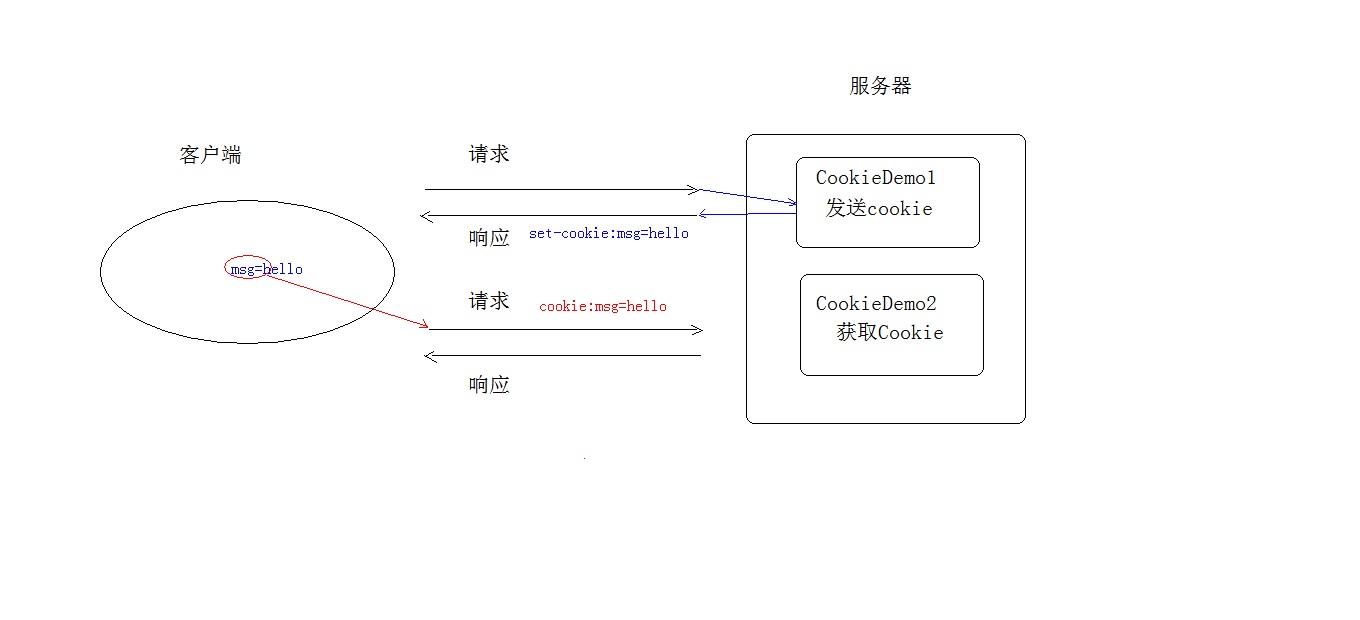 服务器
客户端
请求
CookieDemo1
发送cookie
响应
set-cookie:msg=hello
msg=hello
请求
cookie:msg=hello
CookieDemo2
获取Cookie
响应